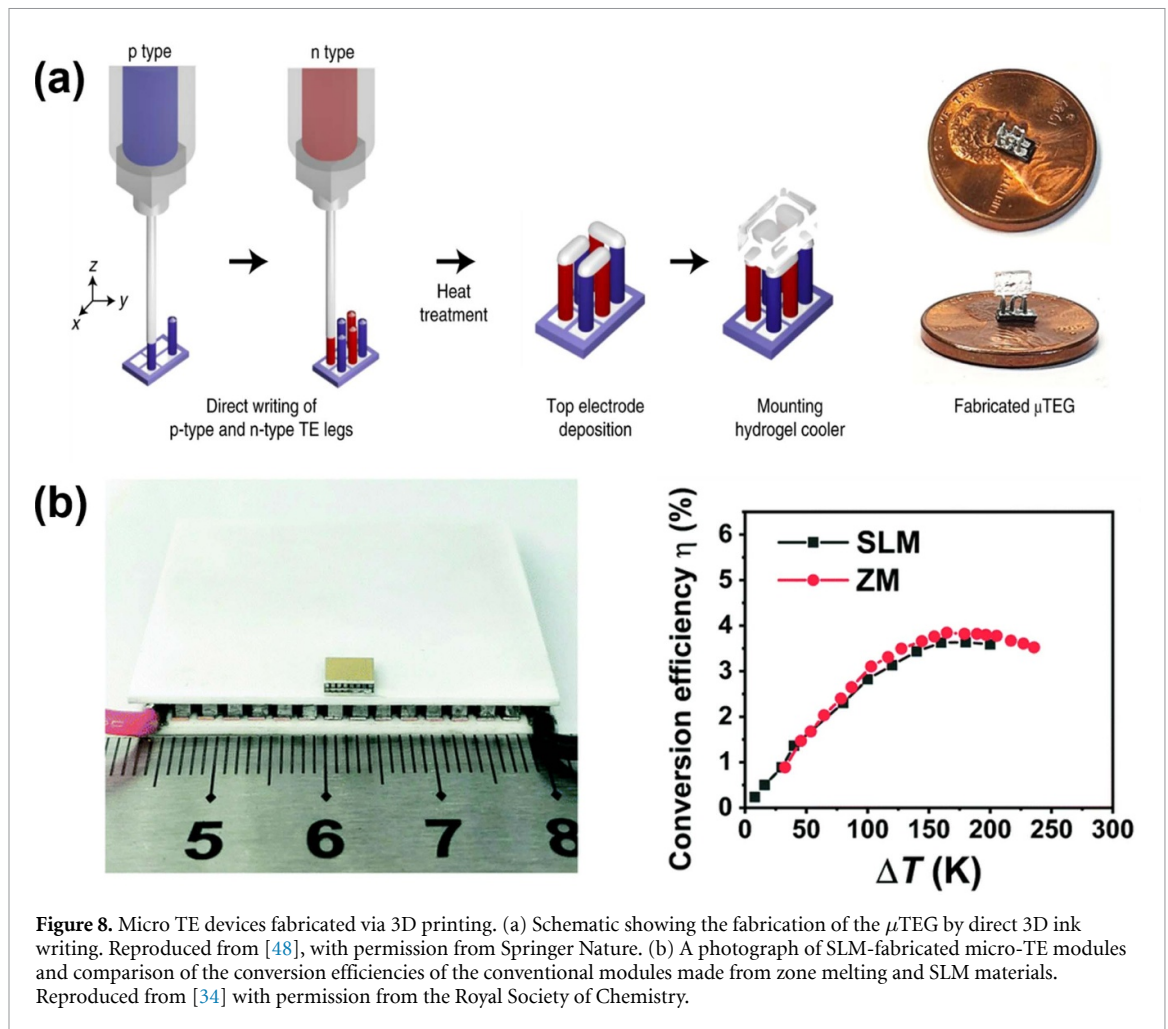 (a)
p type
n type
z
y
x
Heat
treatment
Direct writing of
p-type and n-type TE legs
Top electrode
deposition
Mounting
hydrogel cooler
Fabricated μTEG
WE TRUST
LIBERTY
(b)
5 6 7 8
Conversion efficiency η (%)
6
5
4
3
2
1
0
SLM
ZM
0 50 100 150 200 250 300
ΔT (K)
Figure 8. Micro TE devices fabricated via 3D printing. (a) Schematic showing the fabrication of the μTEG by direct 3D ink
writing. Reproduced from [48], with permission from Springer Nature. (b) A photograph of SLM-fabricated micro-TE modules
and comparison of the conversion efficiencies of the conventional modules made from zone melting and SLM materials.
Reproduced from [34] with permission from the Royal Society of Chemistry.